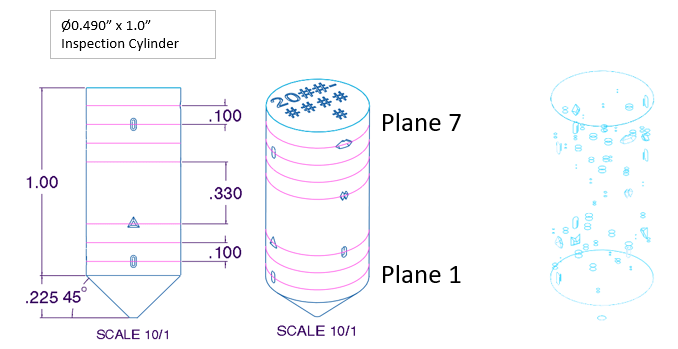 Ø0.490” x 1.0”
Inspection Cylinder
.100
1.00
.330
.100
.225 45°
SCALE 10/1
20##-
####
##
Plane 7
Plane 1
SCALE 10/1